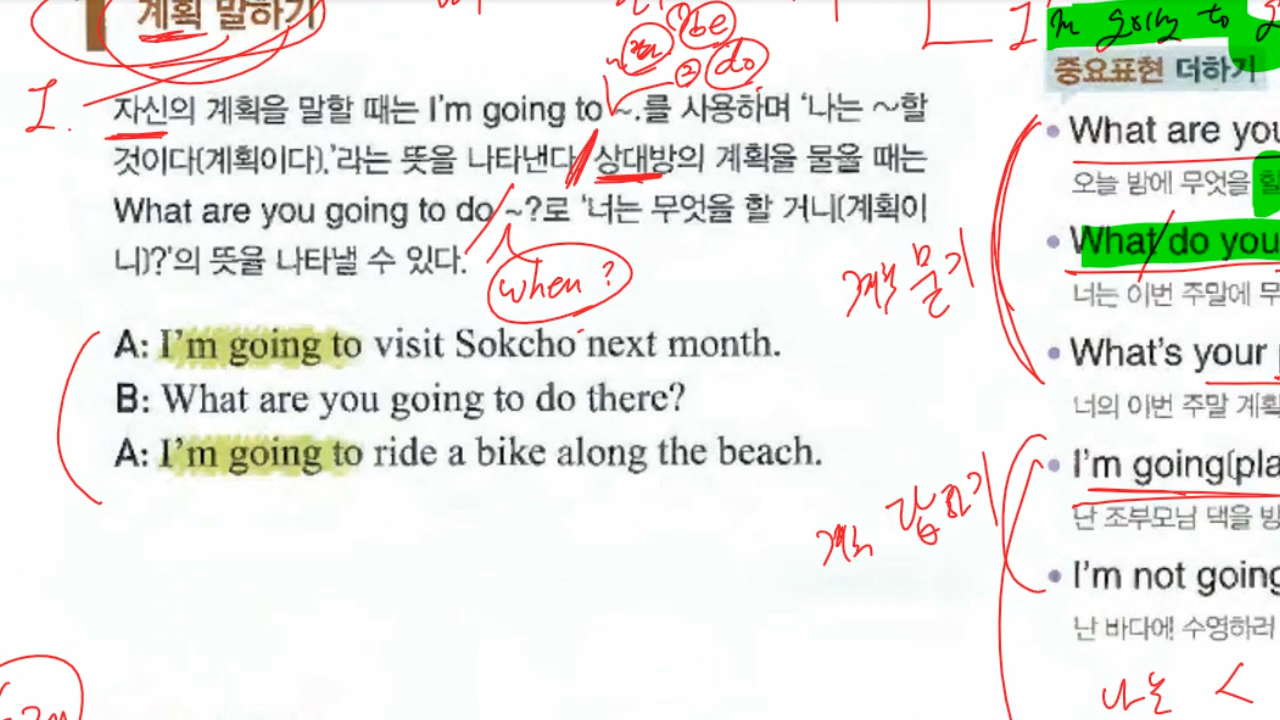 계획 말하기
be
② do
I.
자신의 계획을 말할 때는 I'm going to ~.를 사용하며 '나는 ~할
것이다(계획이다).'라는 뜻을 나타낸다. 상대방의 계획을 물을 때는
What are you going to do ~?로 '너는 무엇을 할 거니(계획이
니)?'의 뜻을 나타낼 수 있다.
when ?
A: I'm going to visit Sokcho next month.
B: What are you going to do there?
A: I'm going to ride a bike along the beach.
I'm going to
중요표현 더하기
What are you
오늘 밤에 무엇을 할
What do you
너는 이번 주말에 무
What's your
너의 이번 주말 계획
묻기
I'm going(pla
난 조부모님 댁을 방
답하기
I'm not going
난 바다에 수영하러
나는 <